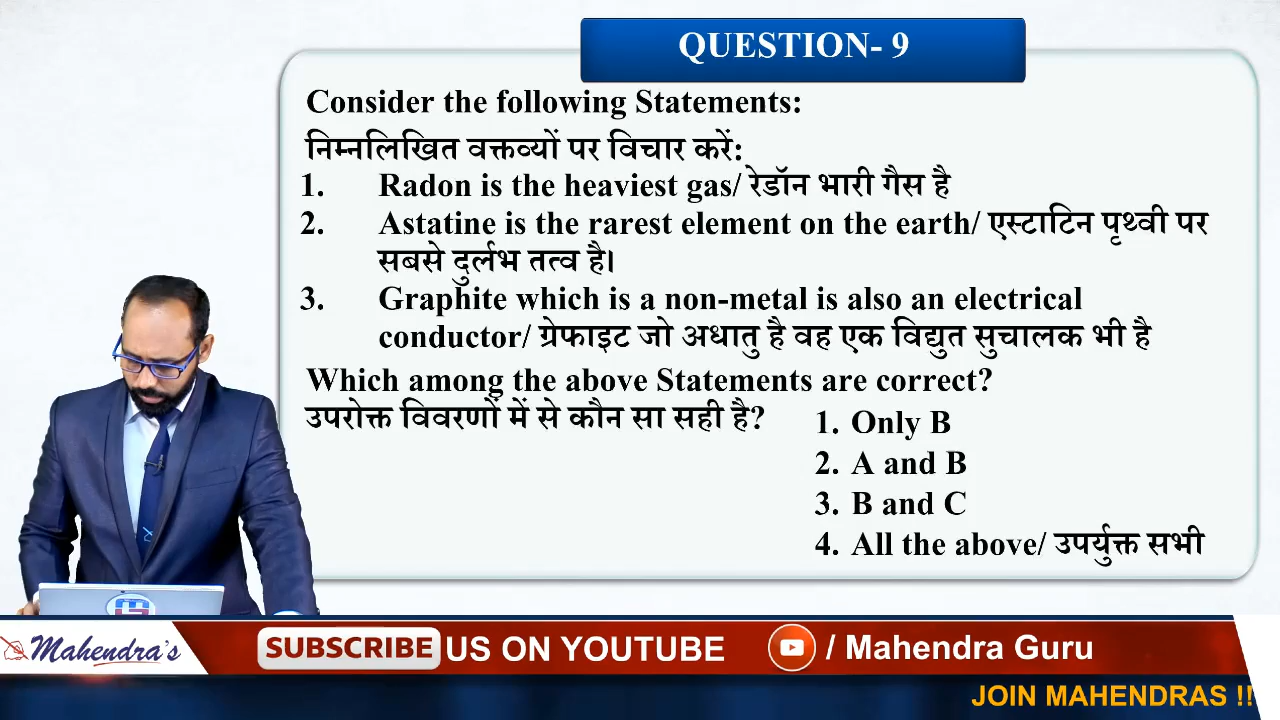 QUESTION- 9
Consider the following Statements:
निम्नलिखित वक्तव्यों पर विचार करें:
1. Radon is the heaviest gas/ रेडॉन भारी गैस है
2. Astatine is the rarest element on the earth/ एस्टाटिन पृथ्वी पर
सबसे दुर्लभ तत्व है।
3. Graphite which is a non-metal is also an electrical
conductor/ ग्रेफाइट जो अधातु है वह एक विद्युत सुचालक भी है
Which among the above Statements are correct?
उपरोक्त विवरणों में से कौन सा सही है?
1. Only B
2. A and B
3. B and C
4. All the above/ उपर्युक्त सभी
Mahendra's
SUBSCRIBE US ON YOUTUBE
/ Mahendra Guru
JOIN MAHENDRAS !!